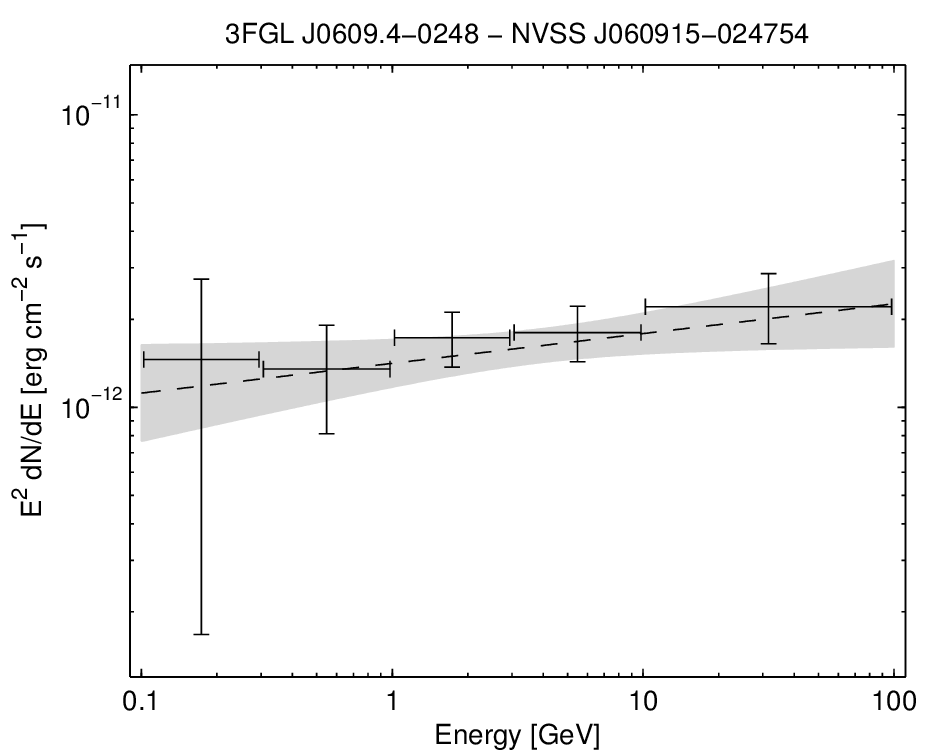 3FGL J0609.4−0248 − NVSS J060915−024754
10⁻¹¹
10⁻¹²
E² dN/dE [erg cm⁻² s⁻¹]
0.1 1 10 100
Energy [GeV]